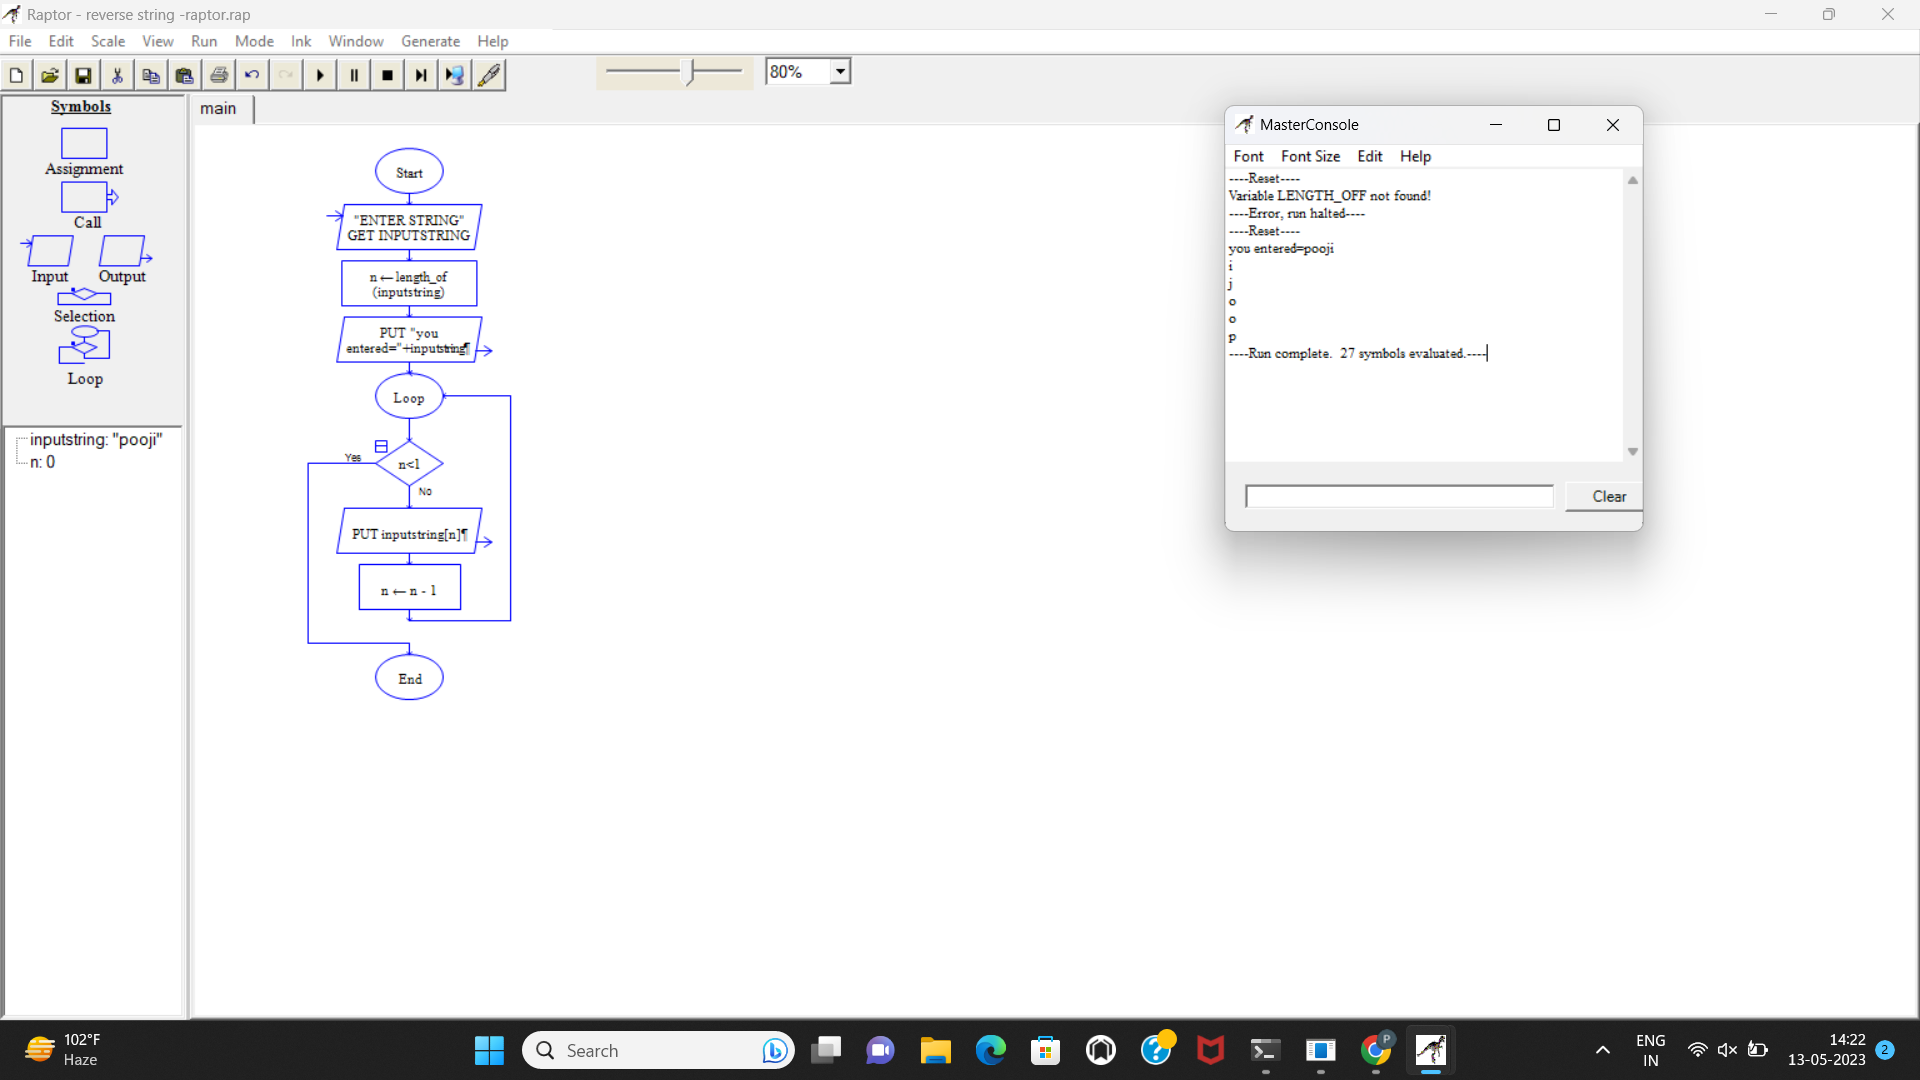 Raptor - reverse string -raptor.rap
File Edit Scale View Run Mode Ink Window Generate Help
80%
Symbols
Assignment
Call
Input Output
Selection
Loop
inputstring: "pooji"
n: 0
main
Start
"ENTER STRING"
GET INPUTSTRING
n ← length_of
(inputstring)
PUT "you
entered="+inputstring¶
Loop
Yes
n<1
No
PUT inputstring[n]¶
n ← n - 1
End
MasterConsole
Font Font Size Edit Help
----Reset----
Variable LENGTH_OFF not found!
----Error, run halted----
----Reset----
you entered=pooji
i
j
o
o
p
----Run complete.  27 symbols evaluated.----
Clear
102°F
Haze
Search
P
ENG
IN
14:22
13-05-2023
2